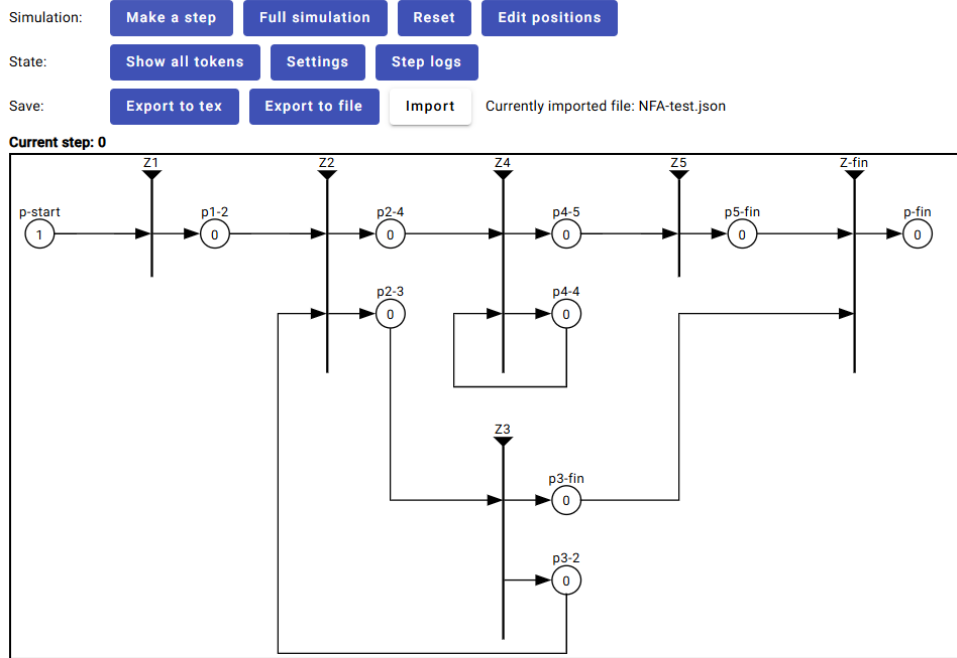 Simulation: Make a step Full simulation Reset Edit positions
State: Show all tokens Settings Step logs
Save: Export to tex Export to file Import Currently imported file: NFA-test.json
Current step: 0
Z1 Z2 Z4 Z5 Z-fin
p-start p1-2 p2-4 p4-5 p5-fin p-fin
1 0 0 0 0 0
p2-3 p4-4
0 0
Z3
p3-fin
0
p3-2
0